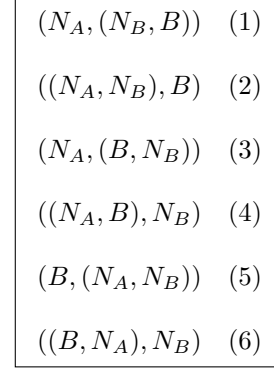 (N_A, (N_B, B)) (1)
((N_A, N_B), B) (2)
(N_A, (B, N_B)) (3)
((N_A, B), N_B) (4)
(B, (N_A, N_B)) (5)
((B, N_A), N_B) (6)